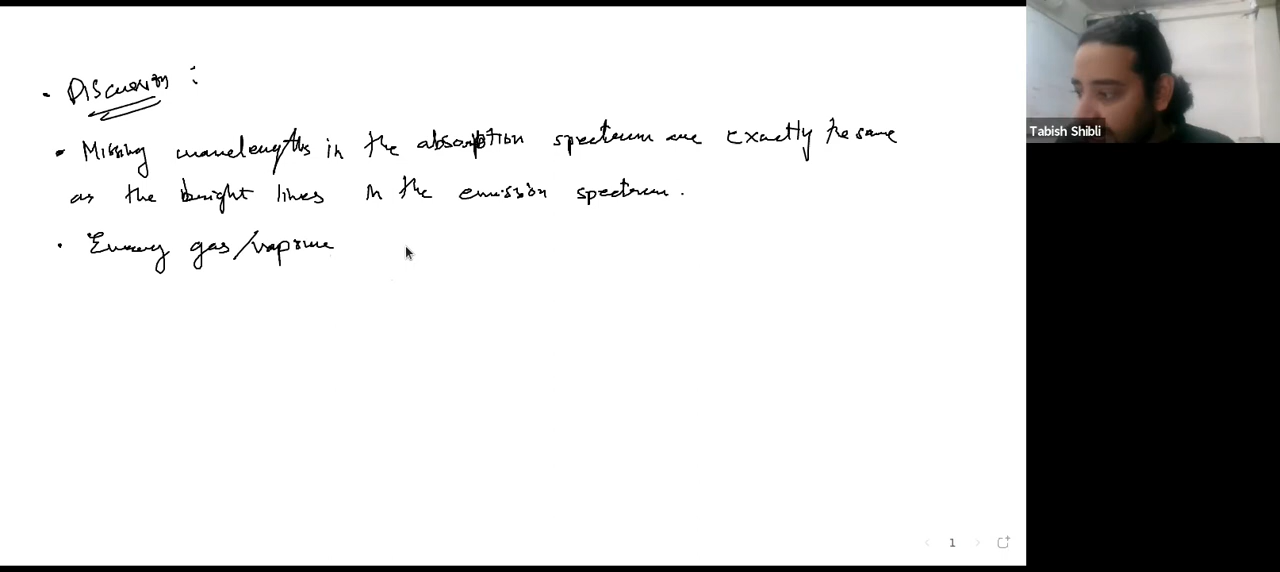 • Discussion :
• Missing wavelengths in the absorption spectrum are exactly the same
as the bright lines in the emission spectrum.
• Every gas/vapour
Tabish Shibli
1